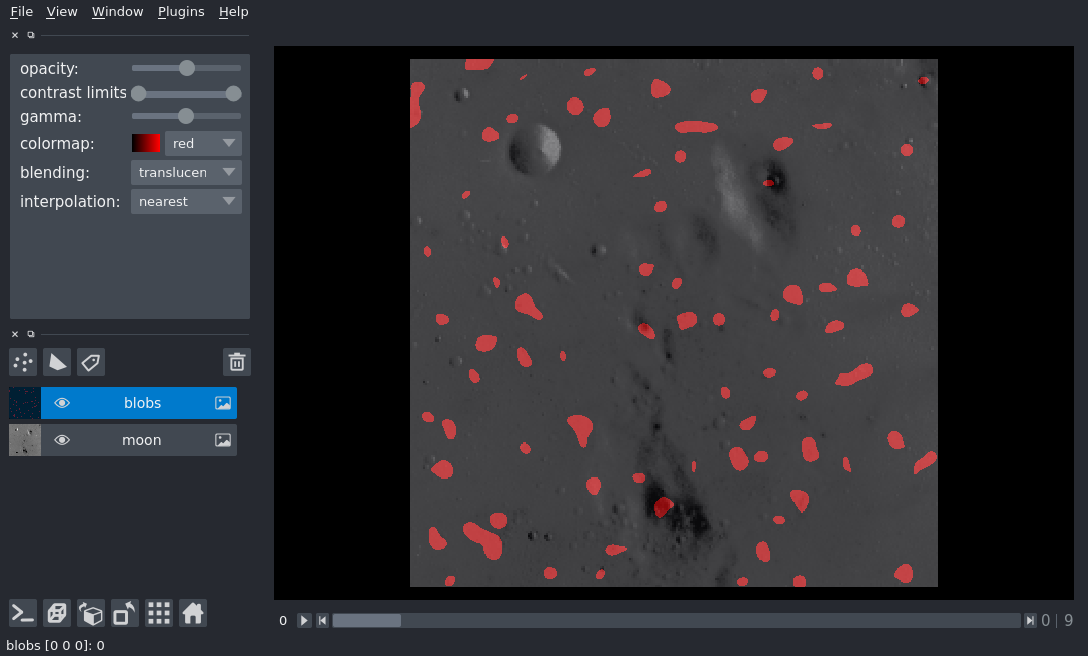 File View Window Plugins Help
opacity:
contrast limits
gamma:
colormap: red
blending: translucen
interpolation: nearest
blobs
moon
0 0 | 9
blobs [0 0 0]: 0